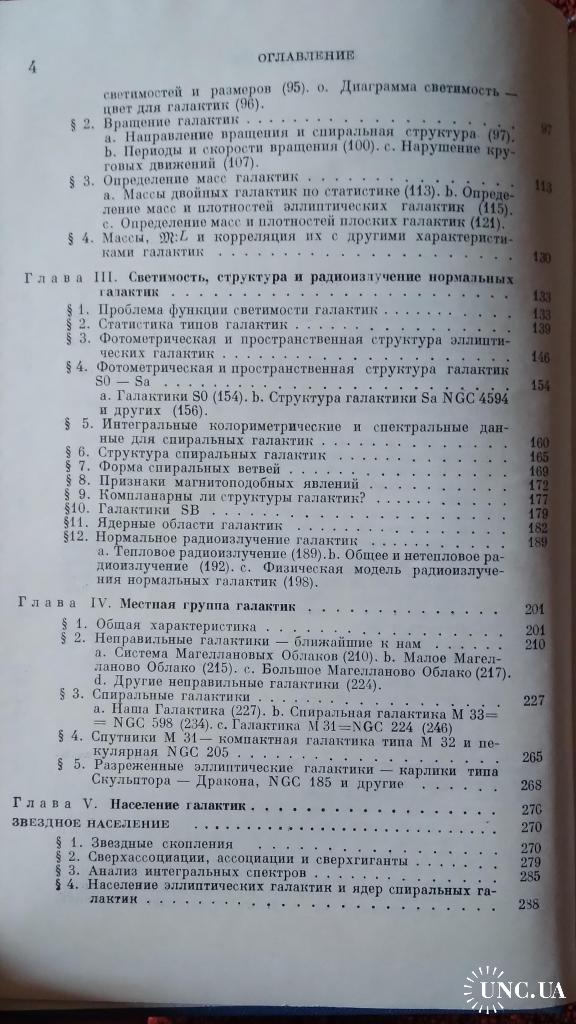 4
ОГЛАВЛЕНИЕ
светимостей и размеров (95). о. Диаграмма светимость —
цвет для галактик (96).
§ 2. Вращение галактик . . . . . . . . . . . . . . . . . . . 97
а. Направление вращения и спиральная структура (97).
b. Периоды и скорости вращения (100). с. Нарушение кру-
говых движений (107).
§ 3. Определение масс галактик . . . . . . . . . . . . . . . 113
а. Массы двойных галактик по статистике (113). b. Опреде-
ление масс и плотностей эллиптических галактик (115).
с. Определение масс и плотностей плоских галактик (121).
§ 4. Массы, 𝔐:L и корреляция их с другими характеристи-
ками галактик . . . . . . . . . . . . . . . . . . . . 130
Глава III. Светимость, структура и радиоизлучение нормальных
галактик . . . . . . . . . . . . . . . . . . . . . . 133
§ 1. Проблема функции светимости галактик . . . . . . . . . 133
§ 2. Статистика типов галактик . . . . . . . . . . . . . . . 139
§ 3. Фотометрическая и пространственная структура эллипти-
ческих галактик . . . . . . . . . . . . . . . . . . . 146
§ 4. Фотометрическая и пространственная структура галактик
S0 — Sa . . . . . . . . . . . . . . . . . . . . . . . 154
а. Галактики S0 (154). b. Структура галактики Sa NGC 4594
и других (156).
§ 5. Интегральные колориметрические и спектральные дан-
ные для спиральных галактик . . . . . . . . . . . . . 160
§ 6. Структура спиральных галактик . . . . . . . . . . . . . 165
§ 7. Форма спиральных ветвей . . . . . . . . . . . . . . . . 169
§ 8. Признаки магнитоподобных явлений . . . . . . . . . . . 172
§ 9. Компланарны ли структуры галактик? . . . . . . . . . . 177
§10. Галактики SB . . . . . . . . . . . . . . . . . . . . . 179
§11. Ядерные области галактик . . . . . . . . . . . . . . . 182
§12. Нормальное радиоизлучение галактик . . . . . . . . . . 189
а. Тепловое радиоизлучение (189). b. Общее и нетепловое ра-
диоизлучение (192). с. Физическая модель радиоизлуче-
ния нормальных галактик (198).
Глава IV. Местная группа галактик . . . . . . . . . . . . . 201
§ 1. Общая характеристика . . . . . . . . . . . . . . . . . 201
§ 2. Неправильные галактики — ближайшие к нам . . . . . . 210
а. Система Магеллановых Облаков (210). b. Малое Магел-
ланово Облако (215). с. Большое Магелланово Облако (217).
d. Другие неправильные галактики (224).
§ 3. Спиральные галактики . . . . . . . . . . . . . . . . . 227
а. Наша Галактика (227). b. Спиральная галактика М 33=
= NGC 598 (234). с. Галактика М 31=NGC 224 (246)
§ 4. Спутники М 31— компактная галактика типа М 32 и пе-
кулярная NGC 205 . . . . . . . . . . . . . . . . . . 265
§ 5. Разреженные эллиптические галактики — карлики типа
Скульптора — Дракона, NGC 185 и другие . . . . . . 268
Глава V. Население галактик . . . . . . . . . . . . . . . . 270
ЗВЕЗДНОЕ НАСЕЛЕНИЕ . . . . . . . . . . . . . . . . . . . 270
§ 1. Звездные скопления . . . . . . . . . . . . . . . . . . 270
§ 2. Сверхассоциации, ассоциации и сверхгиганты . . . . . . 279
§ 3. Анализ интегральных спектров . . . . . . . . . . . . . 285
§ 4. Население эллиптических галактик и ядер спиральных га-
лактик . . . . . . . . . . . . . . . . . . . . . . . . 288
UNC.UA